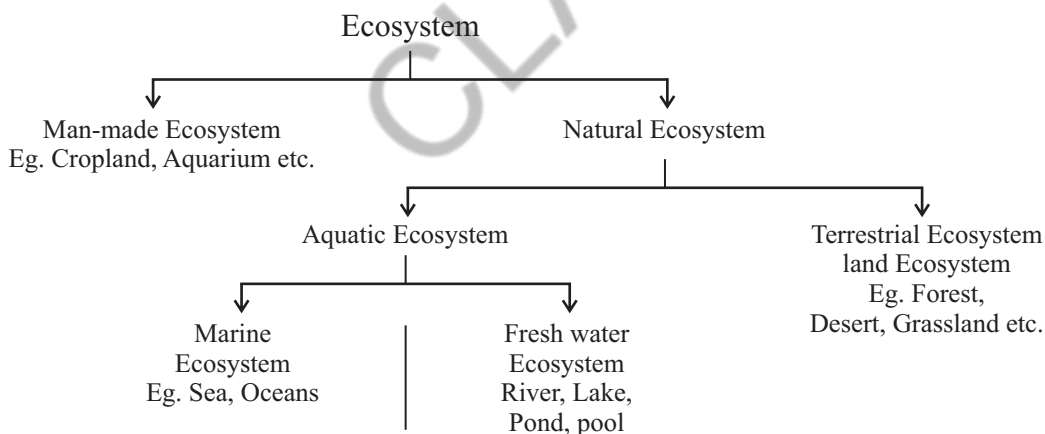 Ecosystem
Man-made Ecosystem
Eg. Cropland, Aquarium etc.
Natural Ecosystem
Aquatic Ecosystem
Terrestrial Ecosystem
land Ecosystem
Eg. Forest,
Desert, Grassland etc.
Marine
Ecosystem
Eg. Sea, Oceans
Fresh water
Ecosystem
River, Lake,
Pond, pool